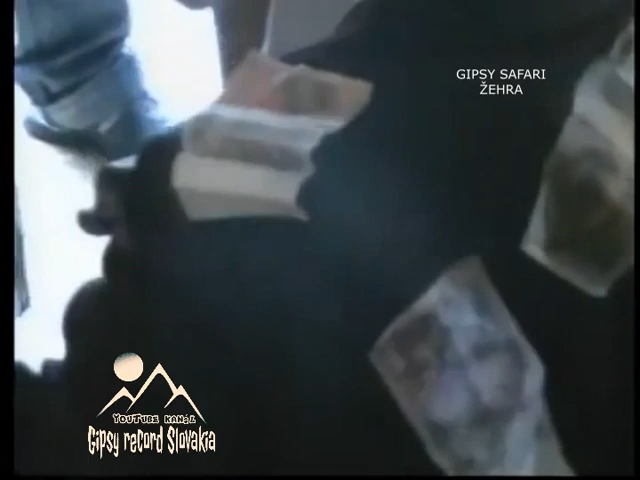 GIPSY SAFARI
ŽEHRA
YOUTUBE KANÁL
Gipsy record Slovakia